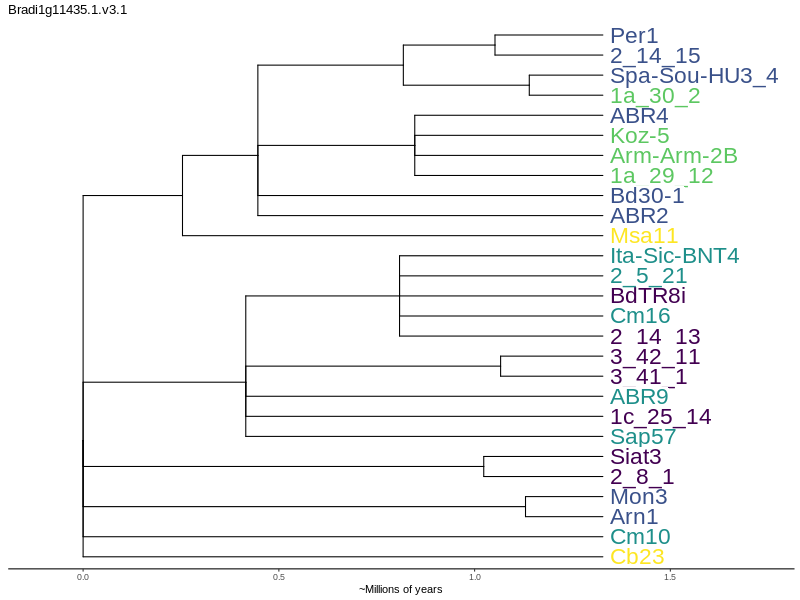 Bradi1g11435.1.v3.1
Per1
2_14_15
Spa-Sou-HU3_4
1a_30_2
ABR4
Koz-5
Arm-Arm-2B
1a_29_12
Bd30-1
ABR2
Msa11
Ita-Sic-BNT4
2_5_21
BdTR8i
Cm16
2_14_13
3_42_11
3_41_1
ABR9
1c_25_14
Sap57
Siat3
2_8_1
Mon3
Arn1
Cm10
Cb23
0.0 0.5 1.0 1.5
~Millions of years